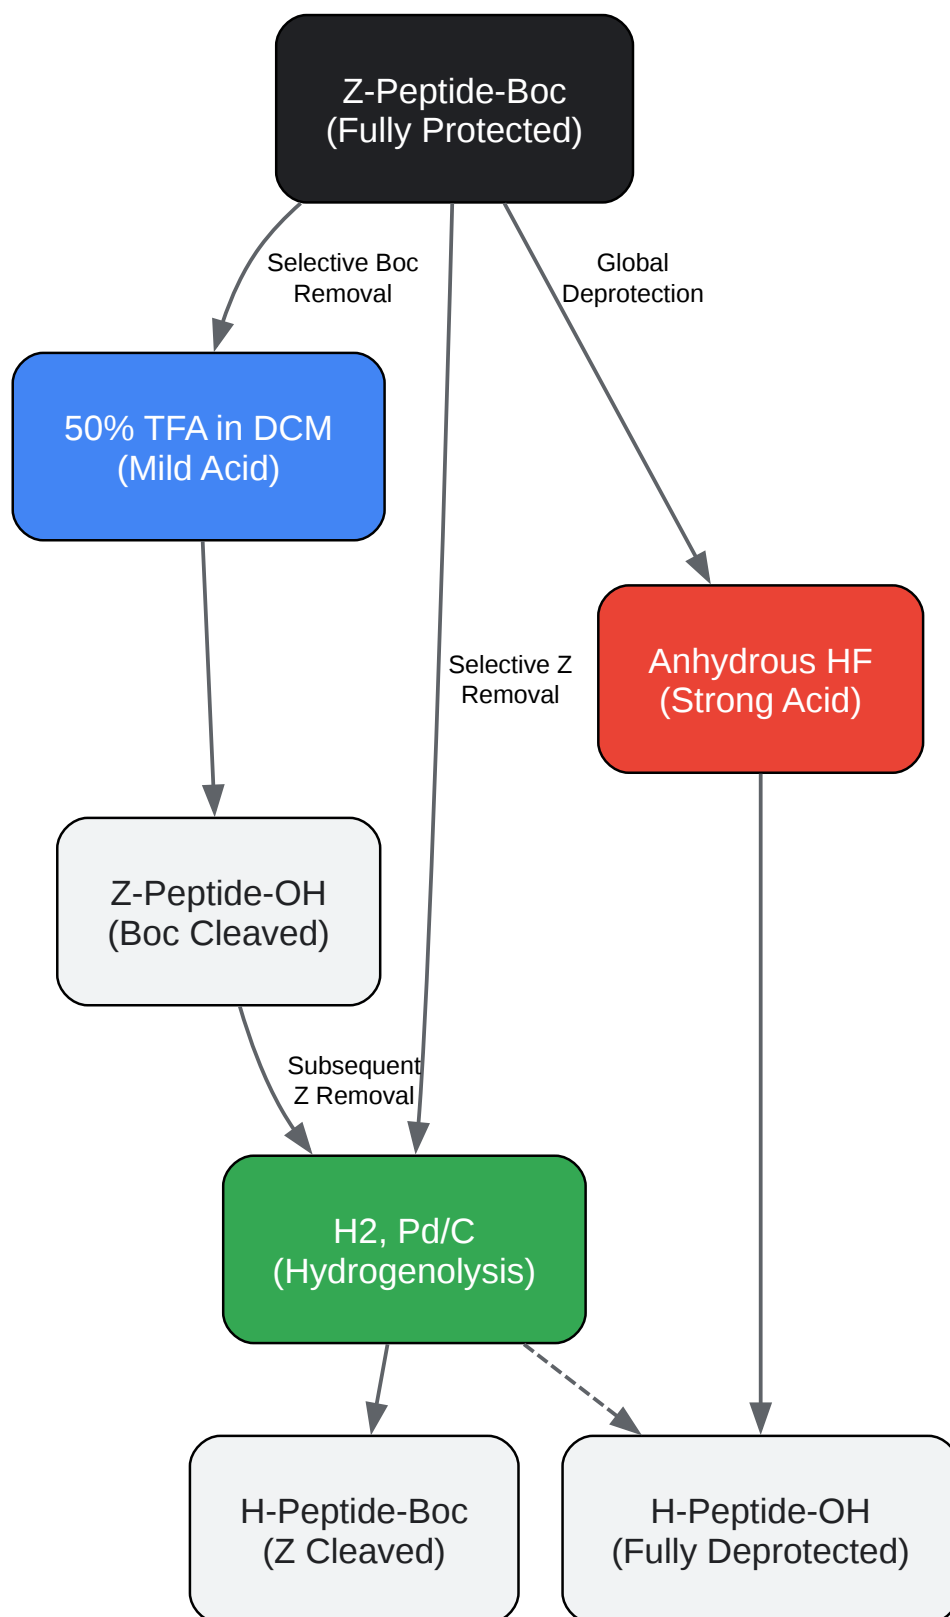 Z-Peptide-Boc
(Fully Protected)
Selective Boc
Removal
Global
Deprotection
50% TFA in DCM
(Mild Acid)
Selective Z
Removal
Anhydrous HF
(Strong Acid)
Z-Peptide-OH
(Boc Cleaved)
Subsequent
Z Removal
H2, Pd/C
(Hydrogenolysis)
H-Peptide-Boc
(Z Cleaved)
H-Peptide-OH
(Fully Deprotected)